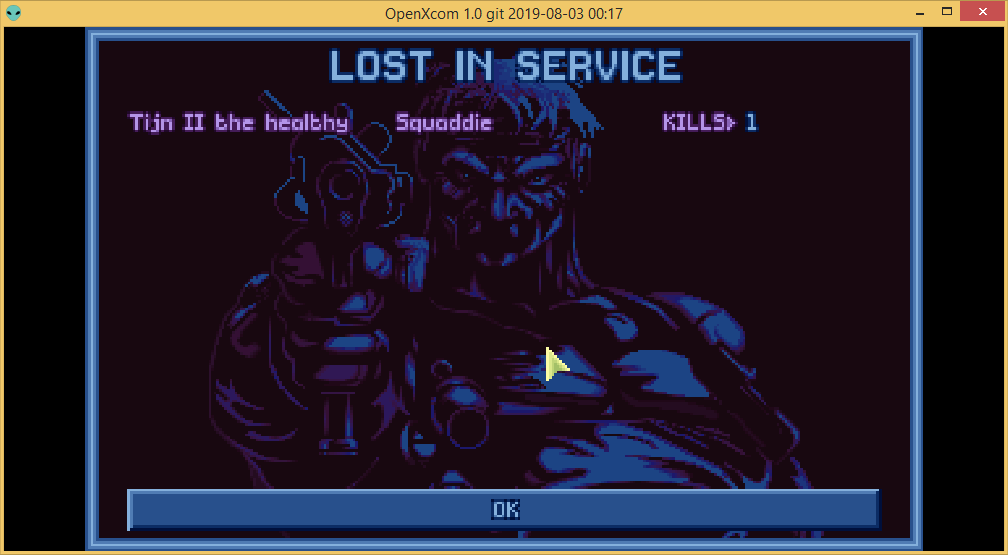 OpenXcom 1.0 git 2019-08-03 00:17
LOST IN SERVICE
Tijn II the healthy Squaddie KILLS> 1
OK